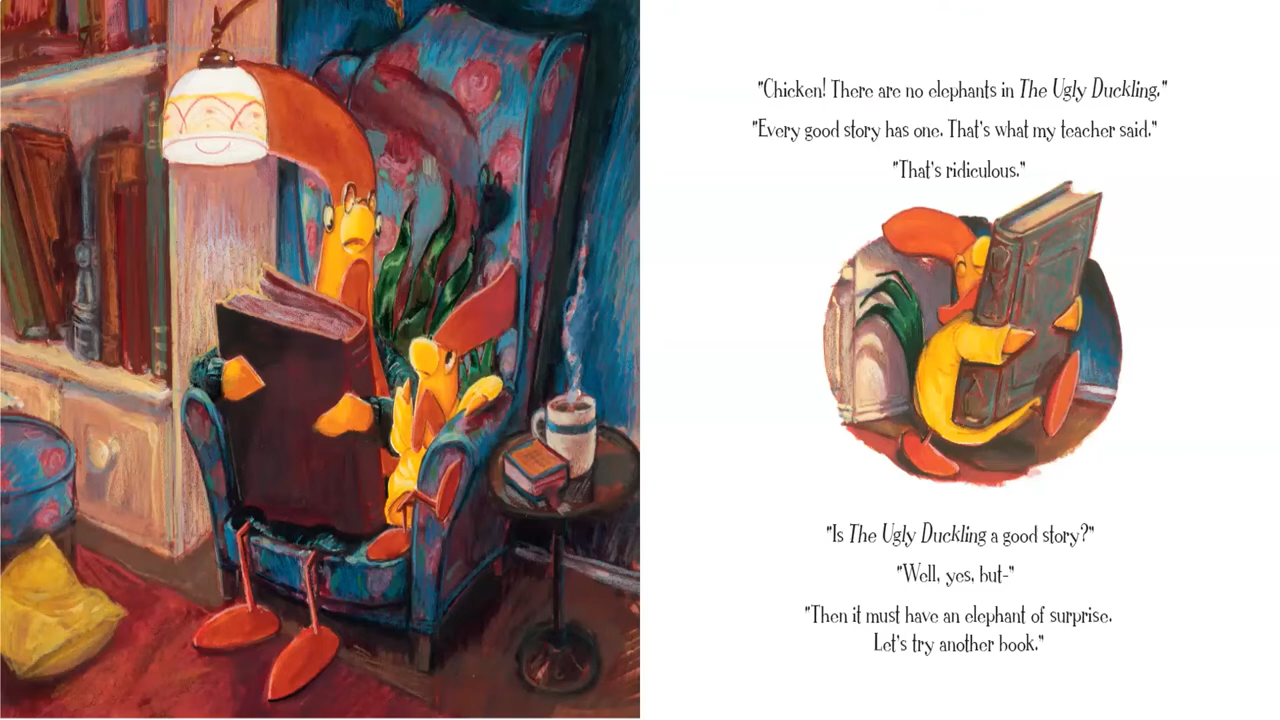 "Chicken! There are no elephants in The Ugly Duckling."
"Every good story has one. That's what my teacher said."
"That's ridiculous."
"Is The Ugly Duckling a good story?"
"Well, yes, but-"
"Then it must have an elephant of surprise.
Let's try another book."